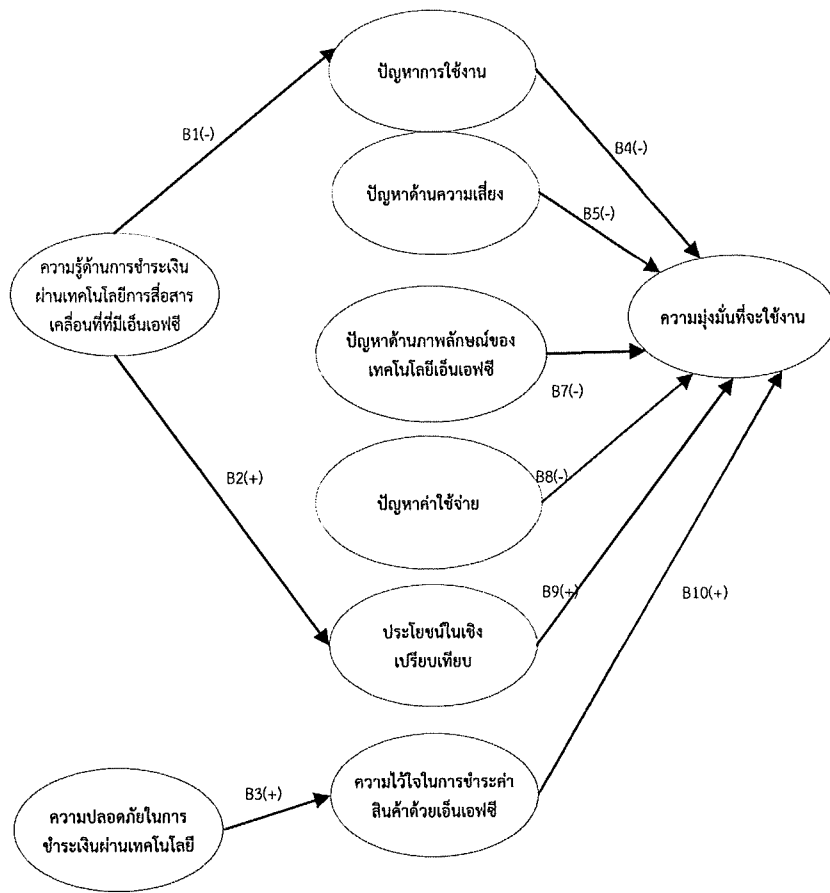 ปัญหาการใช้งาน
B1(-)
B4(-)
ปัญหาด้านความเสี่ยง
B5(-)
ความรู้ด้านการชำระเงิน
ผ่านเทคโนโลยีการสื่อสาร
เคลื่อนที่ที่มีเอ็นเอฟซี
ความมุ่งมั่นที่จะใช้งาน
ปัญหาด้านภาพลักษณ์ของ
เทคโนโลยีเอ็นเอฟซี
B7(-)
B2(+)
B8(-)
ปัญหาค่าใช้จ่าย
B9(+)
B10(+)
ประโยชน์ในเชิง
เปรียบเทียบ
ความไว้ใจในการชำระค่า
สินค้าด้วยเอ็นเอฟซี
B3(+)
ความปลอดภัยในการ
ชำระเงินผ่านเทคโนโลยี